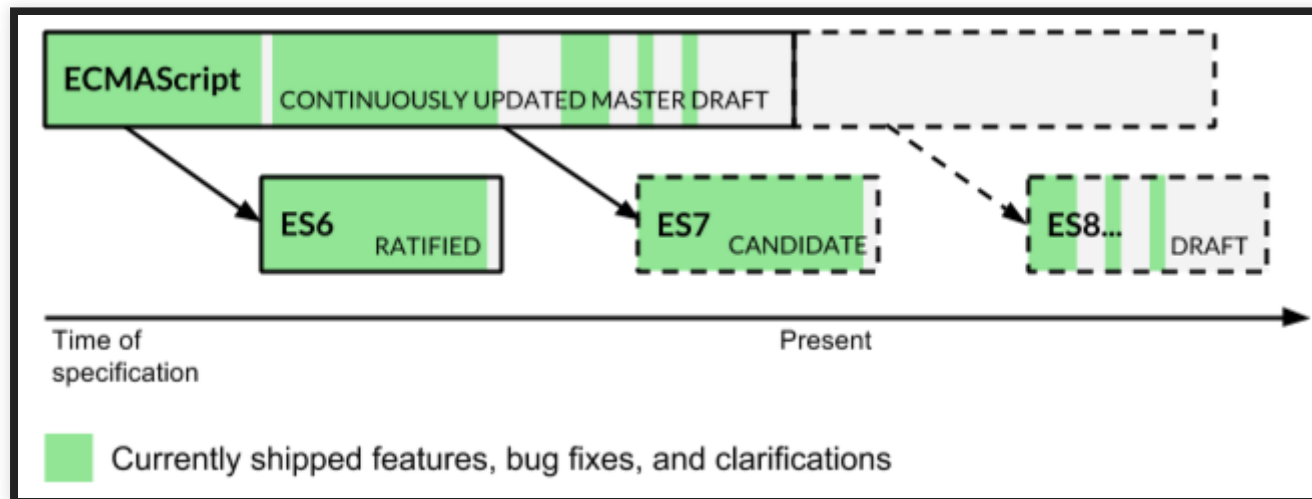 ECMAScript
CONTINUOUSLY UPDATED MASTER DRAFT
ES6
RATIFIED
ES7
CANDIDATE
ES8...
DRAFT
Time of
specification
Present
Currently shipped features, bug fixes, and clarifications